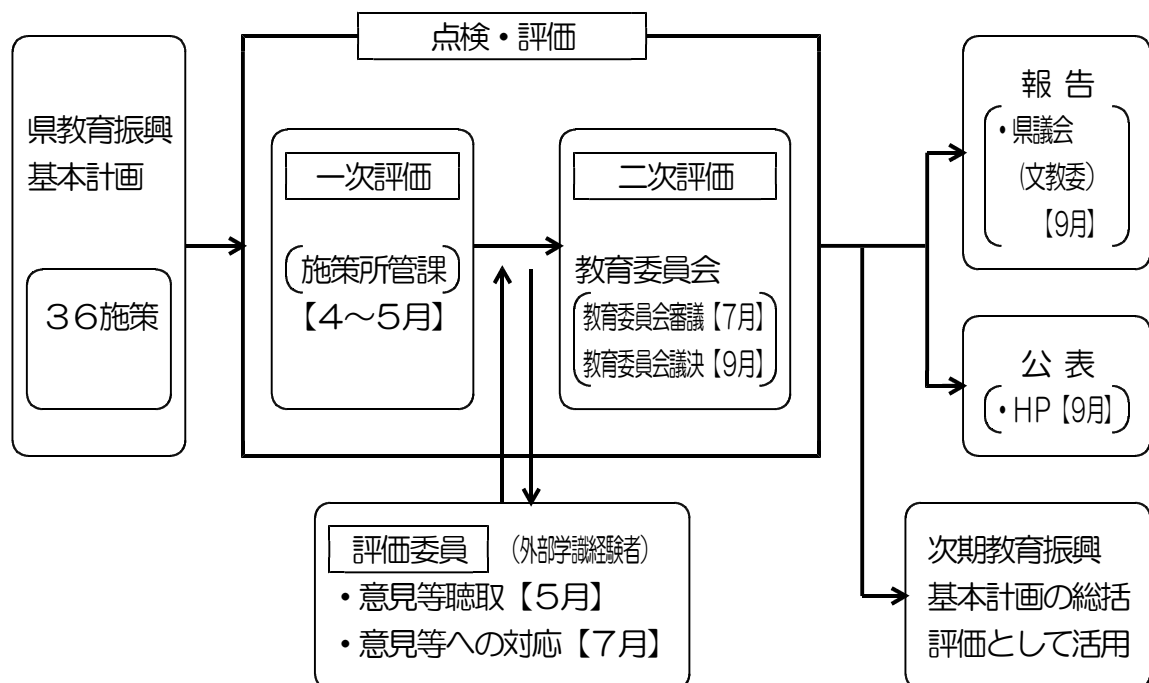 点検・評価
県教育振興
基本計画
36施策
一次評価
施策所管課
【4~5月】
二次評価
教育委員会
教育委員会審議【7月】
教育委員会議決【9月】
報 告
・県議会
(文教委)
【9月】
公 表
・HP【9月】
評価委員 (外部学識経験者)
・意見等聴取【5月】
・意見等への対応【7月】
次期教育振興
基本計画の総括
評価として活用